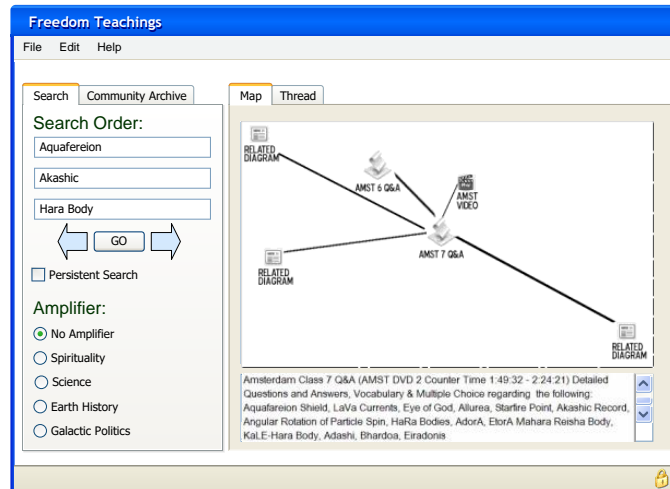 Freedom Teachings
File Edit Help
Search Community Archive
Search Order:
Aquafereion
Akashic
Hara Body
GO
Persistent Search
Amplifier:
No Amplifier
Spirituality
Science
Earth History
Galactic Politics
Map Thread
RELATED
DIAGRAM
AMST 6 Q&A
AMST
VIDEO
AMST 7 Q&A
RELATED
DIAGRAM
RELATED
DIAGRAM
Amsterdam Class 7 Q&A (AMST DVD 2 Counter Time 1:49:32 - 2:24:21) Detailed
Questions and Answers, Vocabulary & Multiple Choice regarding the following:
Aquafareion Shield, LaVa Currents, Eye of God, Allurea, Starfire Point, Akashic Record,
Angular Rotation of Particle Spin, HaRa Bodies, AdorA, EtorA Mahara Reisha Body,
KaLE-Hara Body, Adashi, Bhardoa, Eiradonis